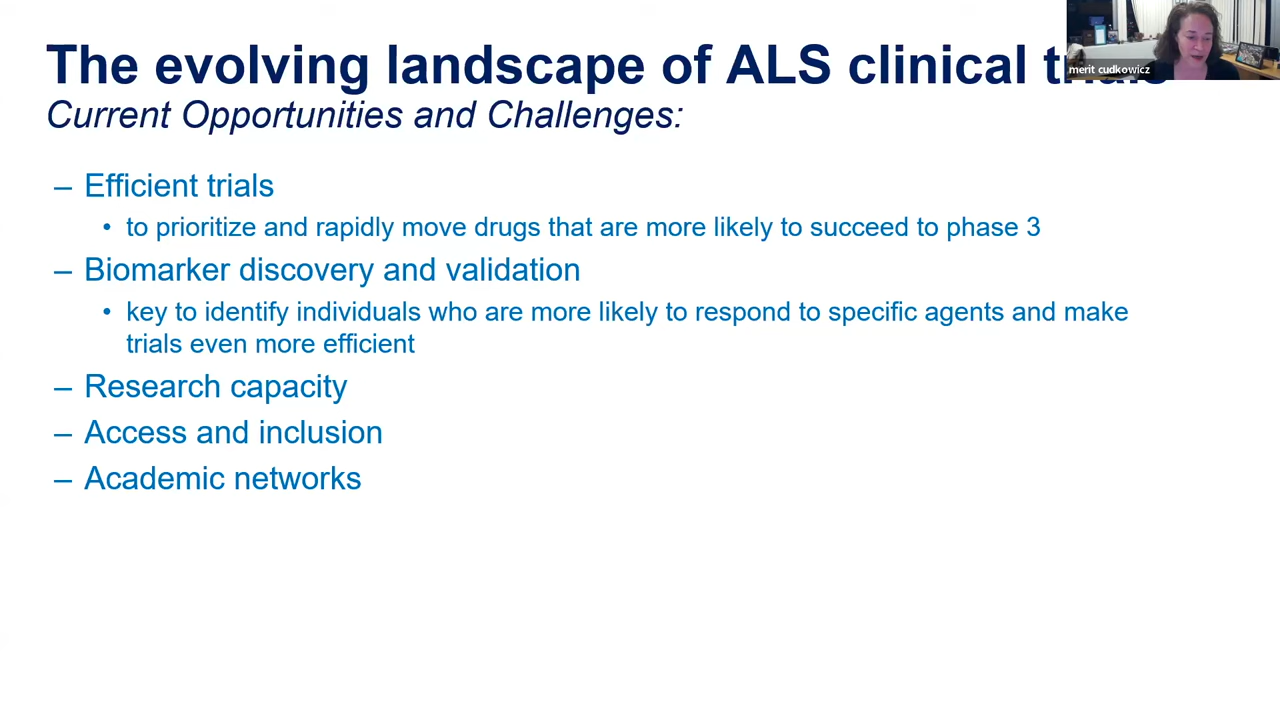 The evolving landscape of ALS clinical trials
merit cudkowicz
Current Opportunities and Challenges:
– Efficient trials
• to prioritize and rapidly move drugs that are more likely to succeed to phase 3
– Biomarker discovery and validation
• key to identify individuals who are more likely to respond to specific agents and make
trials even more efficient
– Research capacity
– Access and inclusion
– Academic networks